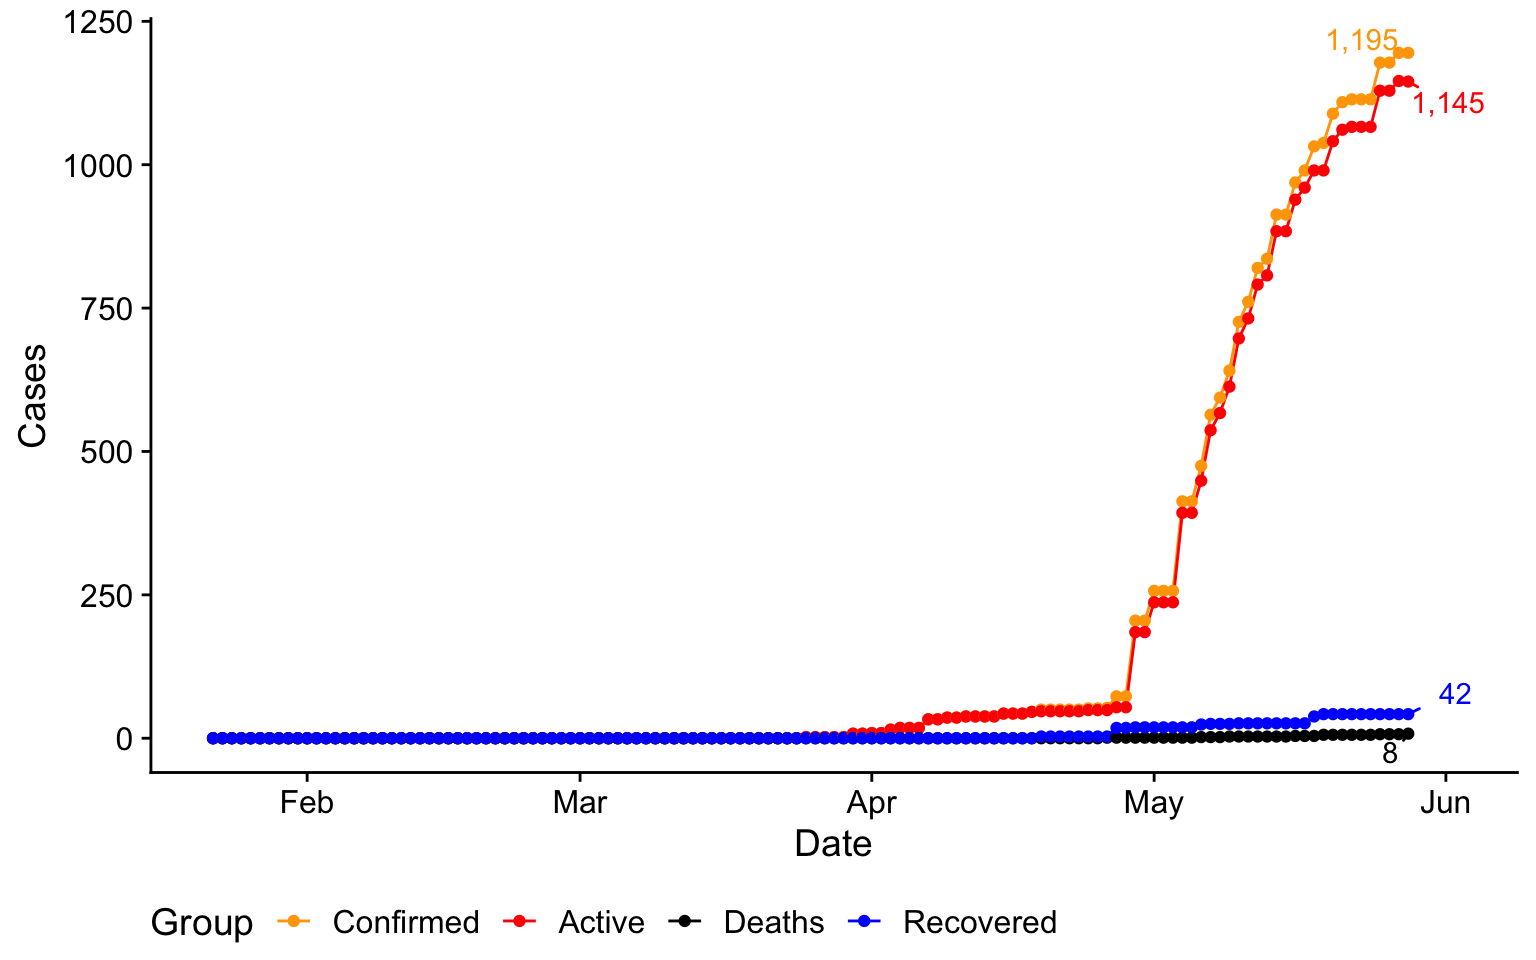 1250
1,195
1,145
1000
750
Cases
500
250
42
0
8
Feb Mar Apr May Jun
Date
Group Confirmed Active Deaths Recovered